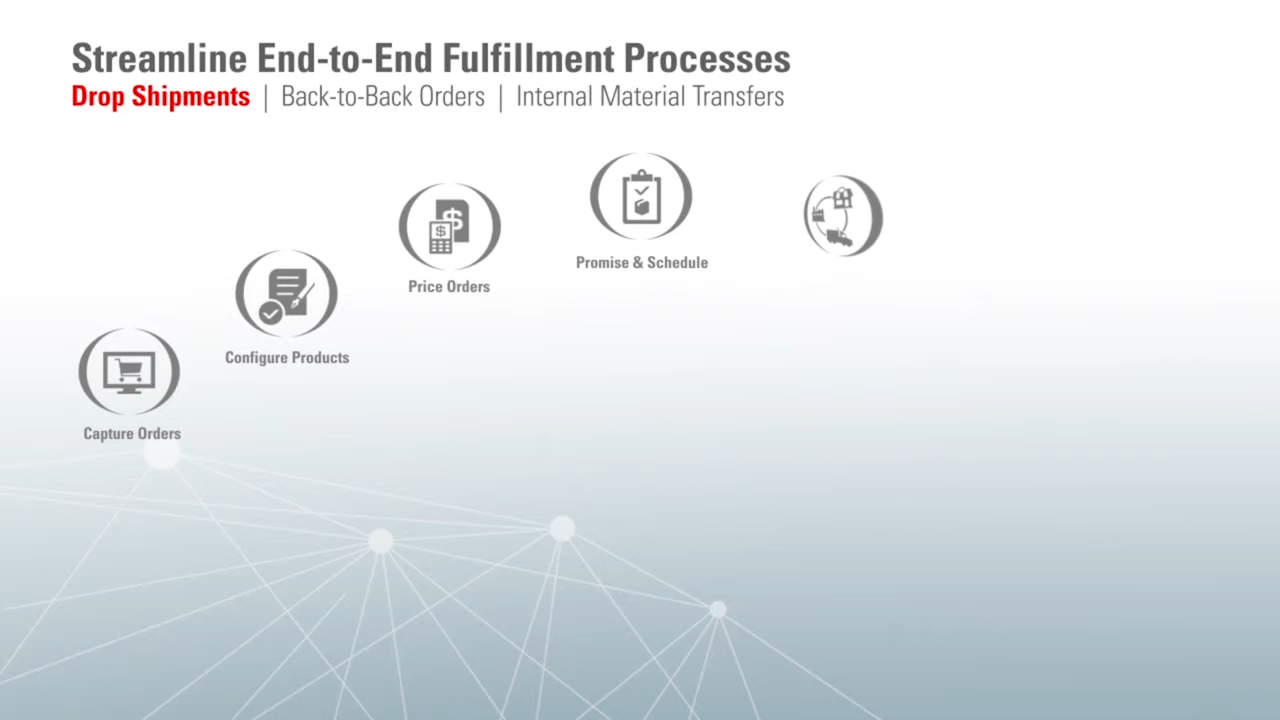 Streamline End-to-End Fulfillment Processes
Drop Shipments | Back-to-Back Orders | Internal Material Transfers
Promise & Schedule
Price Orders
Configure Products
Capture Orders